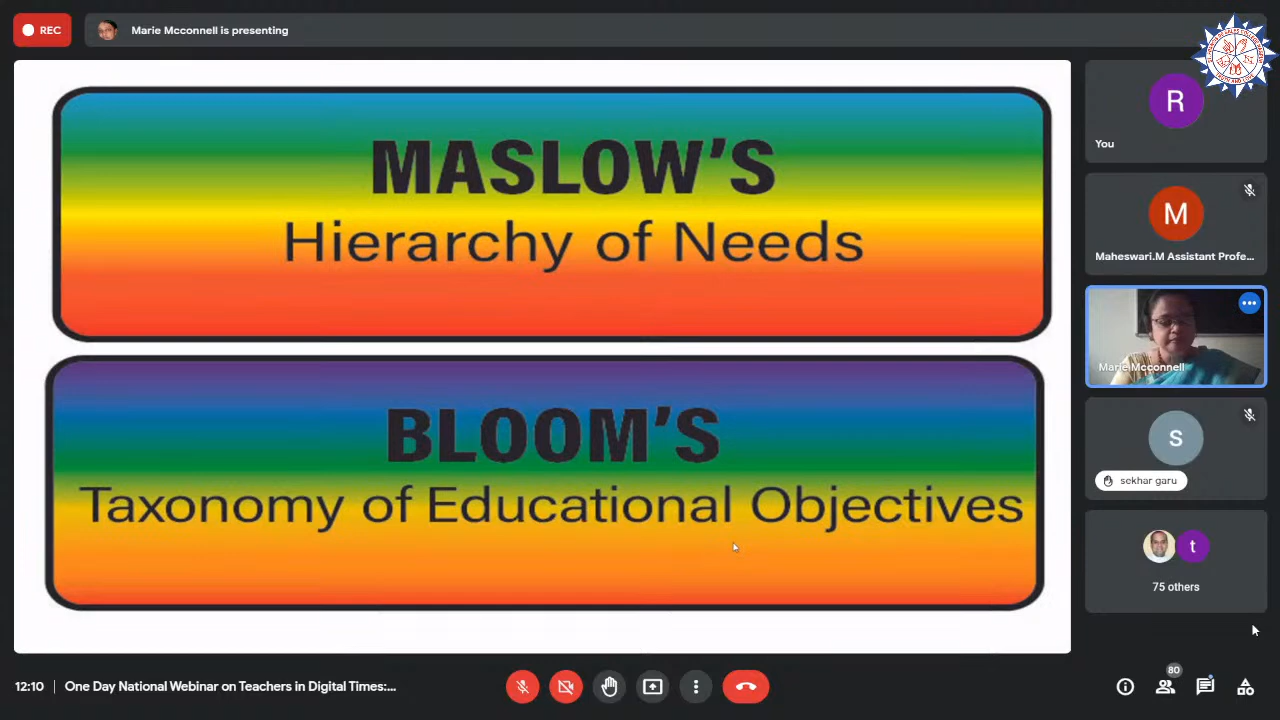 REC
Marie Mcconnell is presenting
MASLOW'S
Hierarchy of Needs
BLOOM'S
Taxonomy of Educational Objectives
R
You
M
Maheswari.M Assistant Profe...
Marie Mcconnell
s
sekhar garu
t
75 others
12:10 | One Day National Webinar on Teachers in Digital Times:...
80